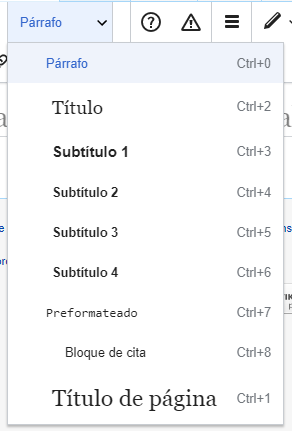 Párrafo
Párrafo Ctrl+0
Título Ctrl+2
Subtítulo 1 Ctrl+3
Subtítulo 2 Ctrl+4
Subtítulo 3 Ctrl+5
Subtítulo 4 Ctrl+6
Preformateado Ctrl+7
Bloque de cita Ctrl+8
Título de página Ctrl+1